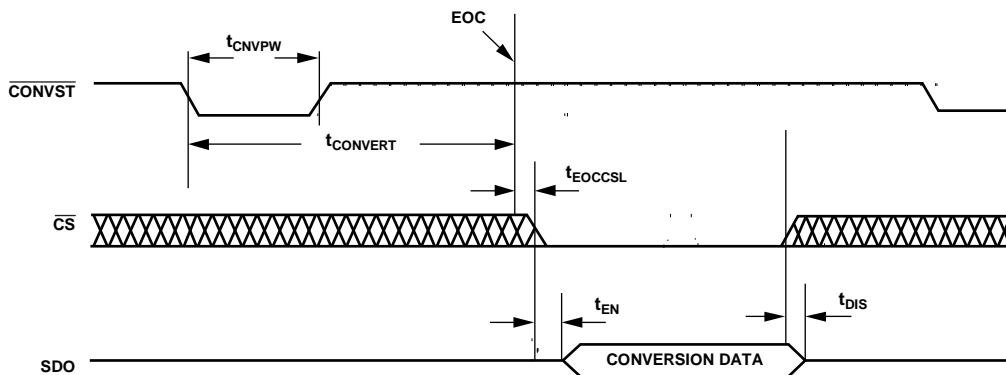 EOC
tCNVPW
CONVST
tCONVERT
tEOCCSL
CS
tEN
tDIS
SDO
CONVERSION DATA